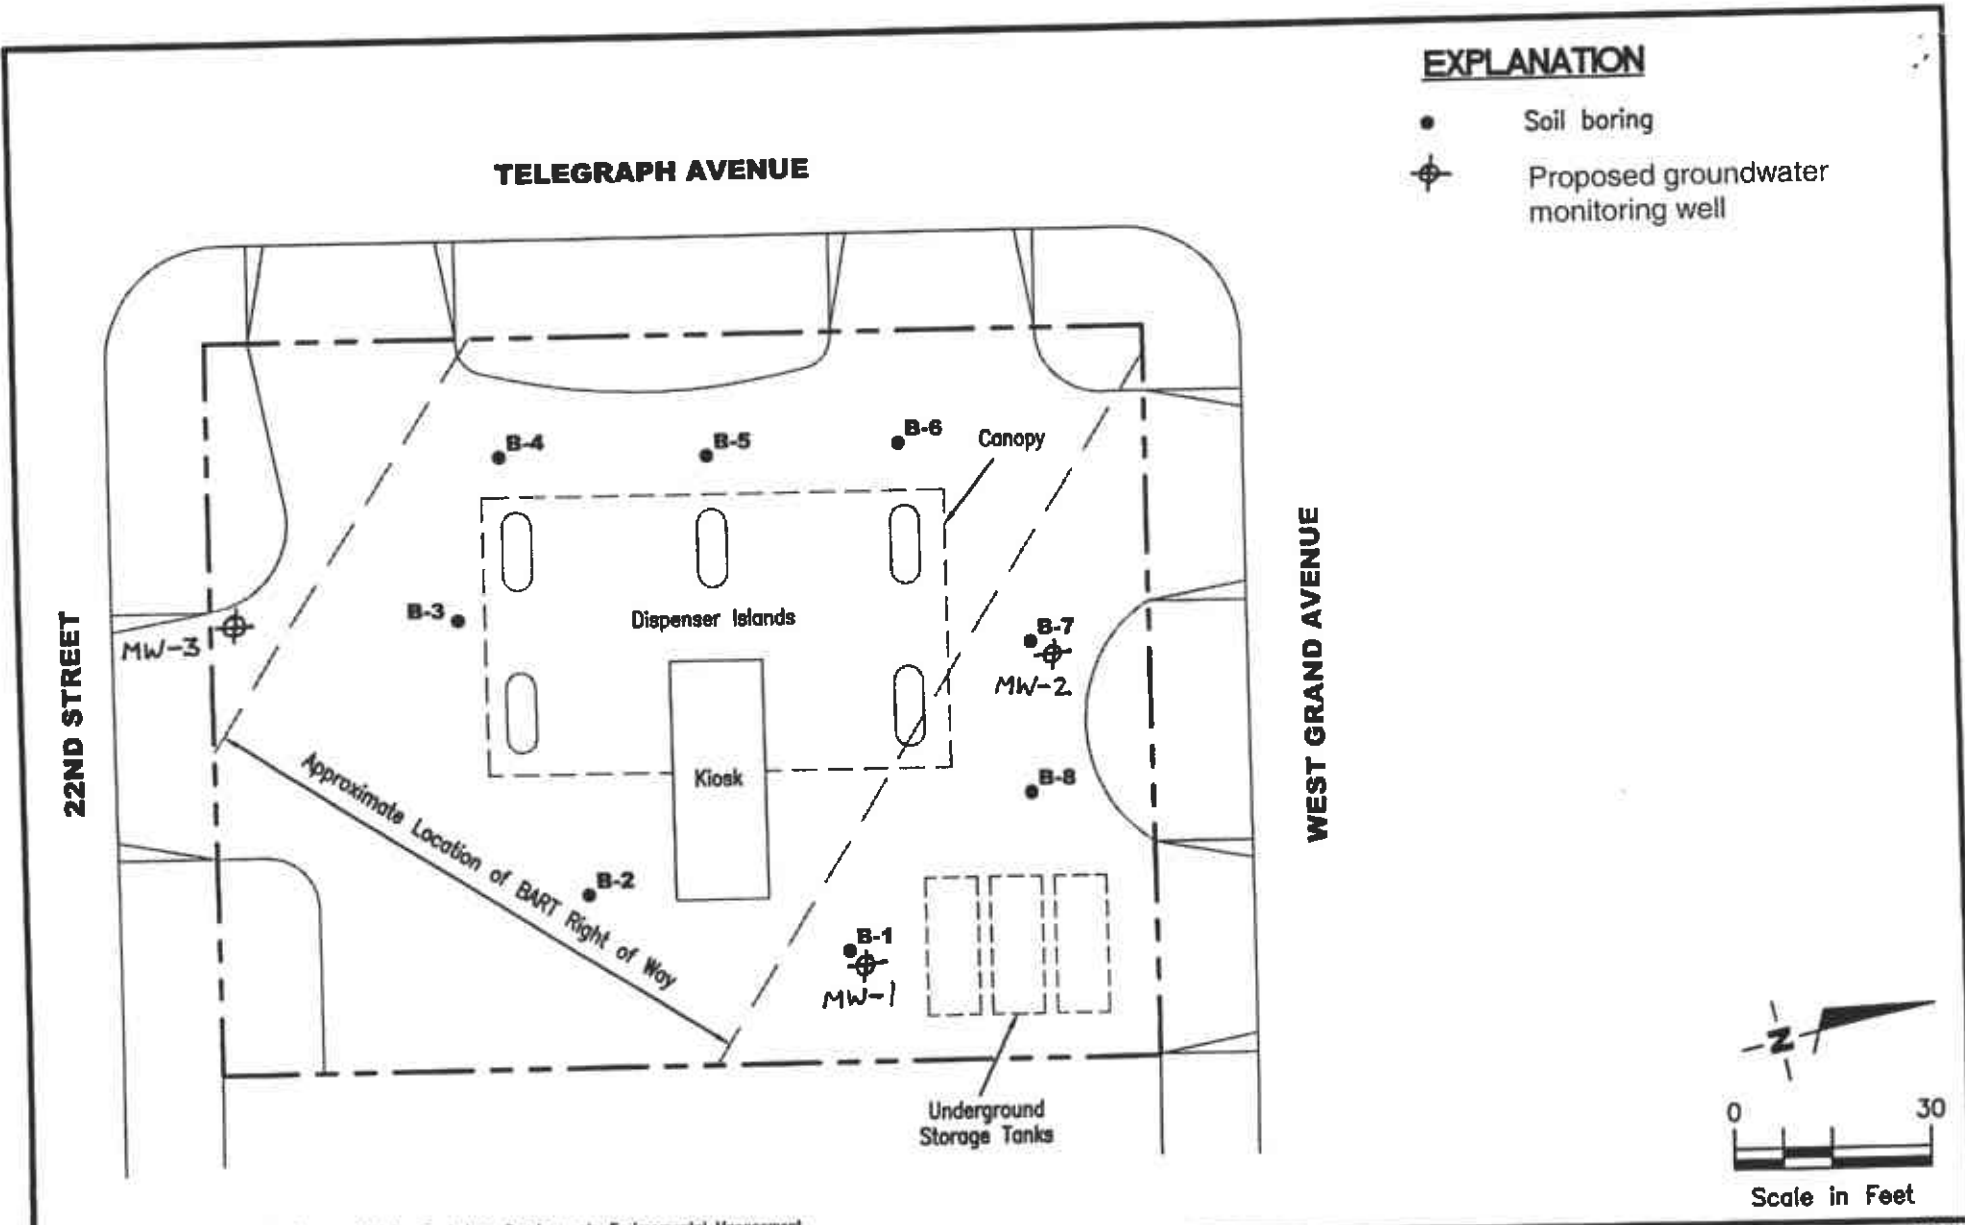 EXPLANATION
Soil boring
Proposed groundwater
monitoring well
TELEGRAPH AVENUE
B-4
B-5
B-6
Canopy
B-3
Dispenser Islands
B-7
MW-3
MW-2
22ND STREET
WEST GRAND AVENUE
Kiosk
B-8
Approximate Location of BART Right of Way
B-2
B-1
MW-1
Underground
Storage Tanks
N
0 30
Scale in Feet